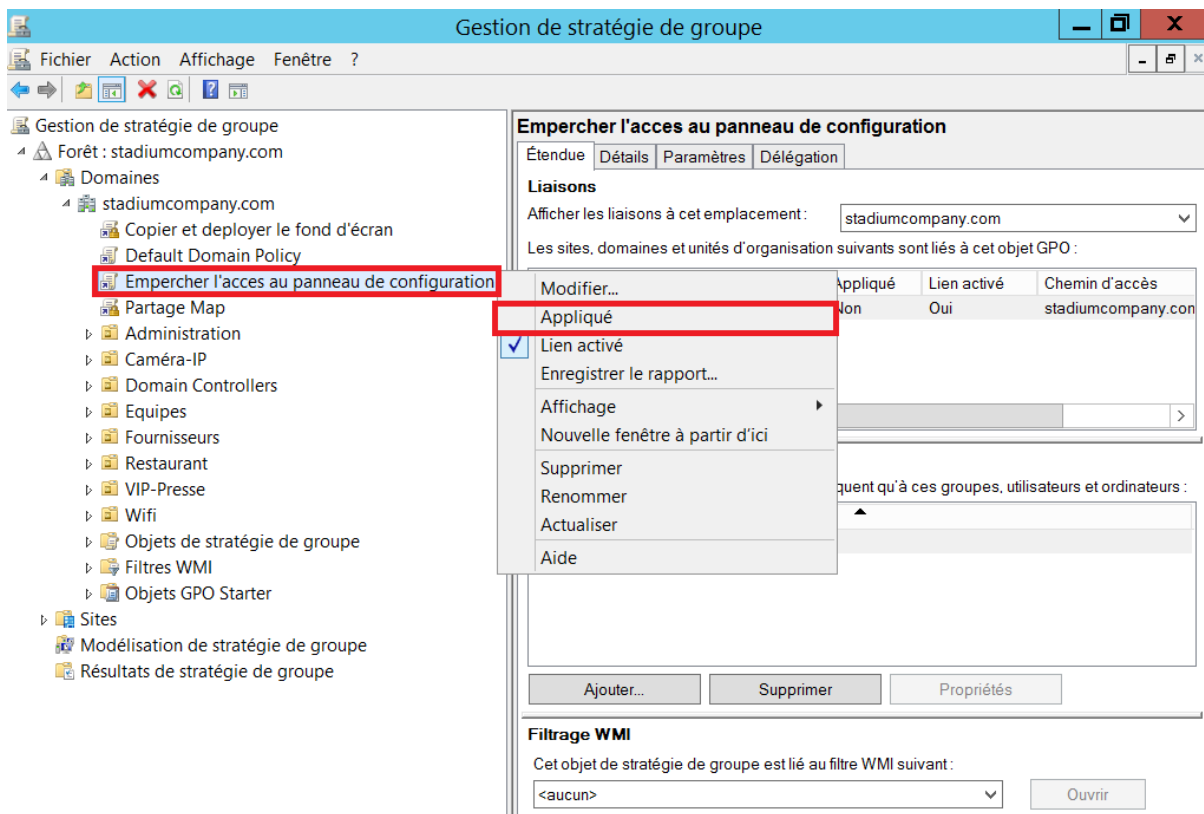 Gestion de stratégie de groupe
Fichier Action Affichage Fenêtre ?
Gestion de stratégie de groupe
Forêt : stadiumcompany.com
Domaines
stadiumcompany.com
Copier et deployer le fond d'écran
Default Domain Policy
Empercher l'acces au panneau de configuration
Partage Map
Administration
Caméra-IP
Domain Controllers
Equipes
Fournisseurs
Restaurant
VIP-Presse
Wifi
Objets de stratégie de groupe
Filtres WMI
Objets GPO Starter
Sites
Modélisation de stratégie de groupe
Résultats de stratégie de groupe
Modifier...
Appliqué
Lien activé
Enregistrer le rapport...
Affichage
Nouvelle fenêtre à partir d'ici
Supprimer
Renommer
Actualiser
Aide
Empercher l'acces au panneau de configuration
Étendue Détails Paramètres Délégation
Liaisons
Afficher les liaisons à cet emplacement : stadiumcompany.com
Les sites, domaines et unités d'organisation suivants sont liés à cet objet GPO :
Appliqué Lien activé Chemin d'accès
Non Oui stadiumcompany.com
quent qu'à ces groupes, utilisateurs et ordinateurs :
Ajouter... Supprimer Propriétés
Filtrage WMI
Cet objet de stratégie de groupe est lié au filtre WMI suivant :
<aucun> Ouvrir